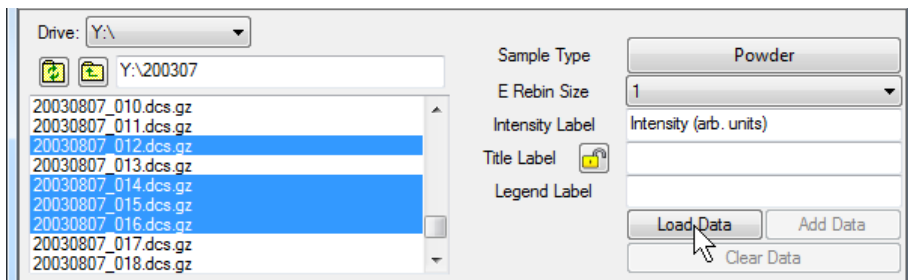 Drive: Y:\
Y:\200307
20030807_010.dcs.gz
20030807_011.dcs.gz
20030807_012.dcs.gz
20030807_013.dcs.gz
20030807_014.dcs.gz
20030807_015.dcs.gz
20030807_016.dcs.gz
20030807_017.dcs.gz
20030807_018.dcs.gz
Sample Type Powder
E Rebin Size 1
Intensity Label Intensity (arb. units)
Title Label
Legend Label
Load Data Add Data
Clear Data